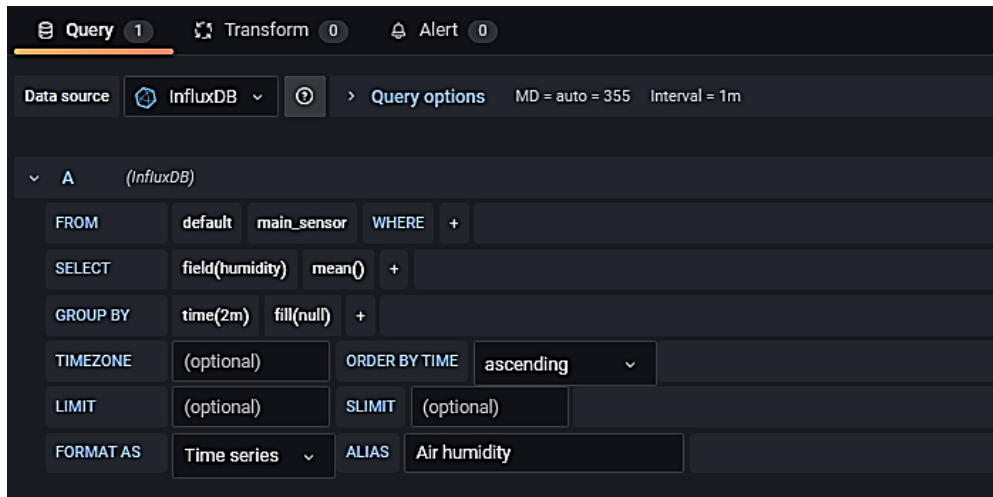 Query 1 Transform 0 Alert 0
Data source InfluxDB Query options MD = auto = 355 Interval = 1m
A (InfluxDB)
FROM default main_sensor WHERE +
SELECT field(humidity) mean() +
GROUP BY time(2m) fill(null) +
TIMEZONE (optional) ORDER BY TIME ascending
LIMIT (optional) SLIMIT (optional)
FORMAT AS Time series ALIAS Air humidity